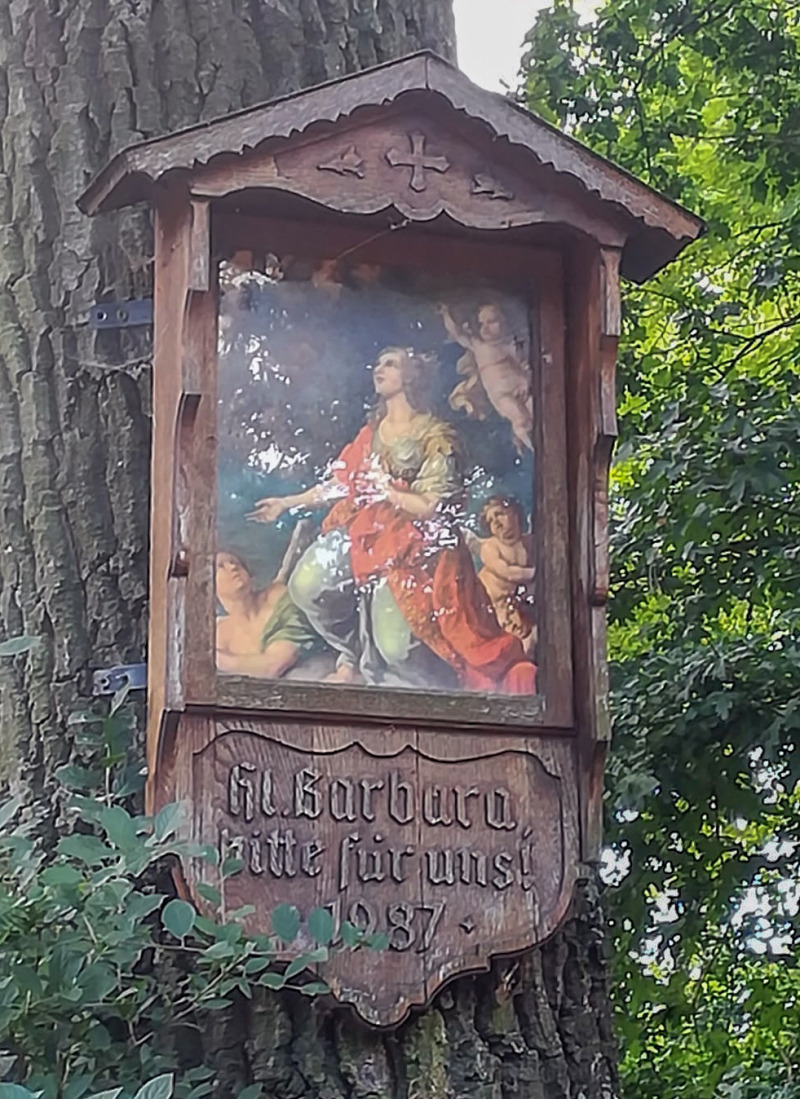 Hl. Barbara,
bitte für uns!
1987